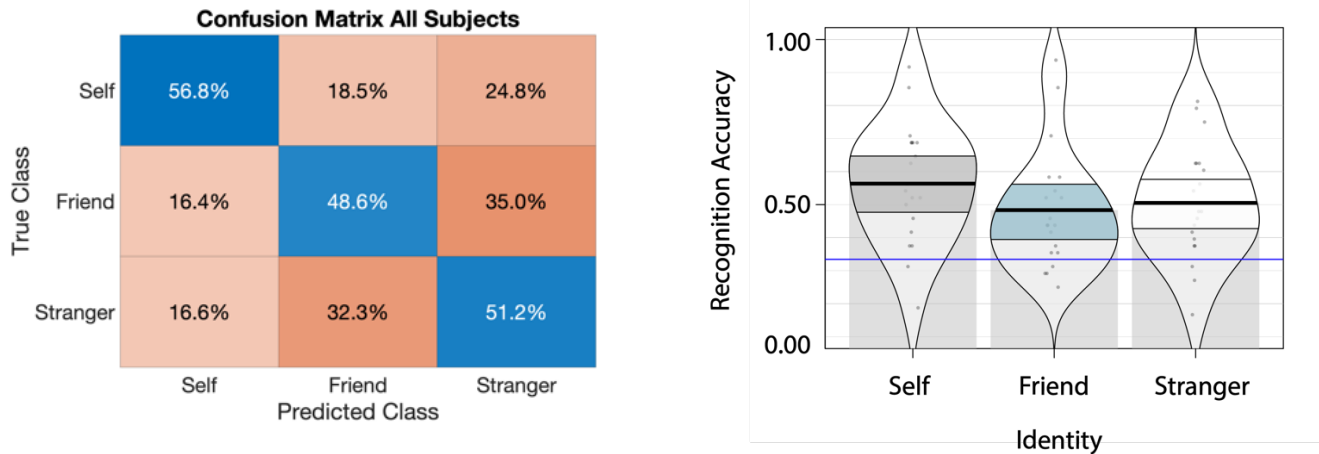 Confusion Matrix All Subjects
True Class
Self 56.8% 18.5% 24.8%
Friend 16.4% 48.6% 35.0%
Stranger 16.6% 32.3% 51.2%
Self Friend Stranger
Predicted Class
Recognition Accuracy
1.00
0.50
0.00
Self Friend Stranger
Identity